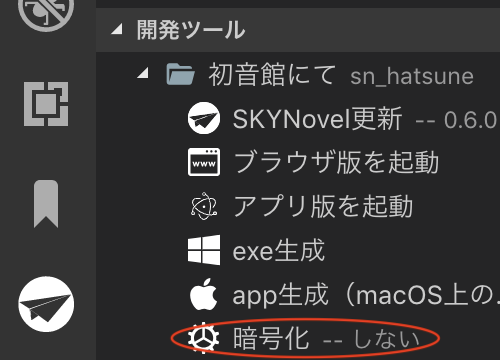 開発ツール
初音館にて sn_hatsune
SKYNovel更新 -- 0.6.0
www
ブラウザ版を起動
アプリ版を起動
exe生成
app生成（macOS上の.
暗号化 -- しない